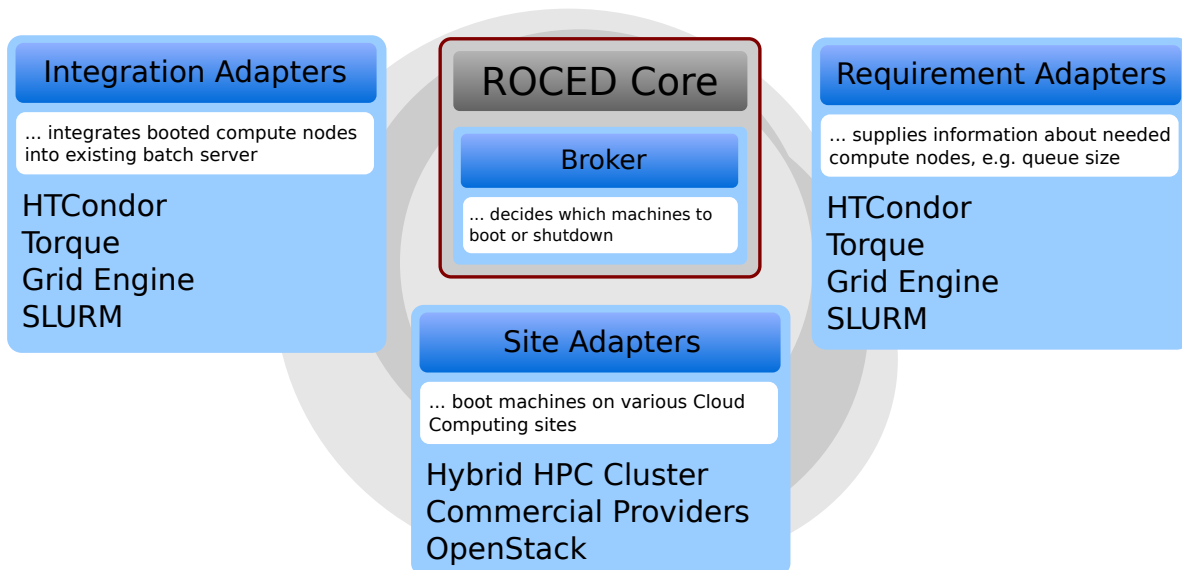 Integration Adapters
... integrates booted compute nodes
into existing batch server
HTCondor
Torque
Grid Engine
SLURM
ROCED Core
Broker
... decides which machines to
boot or shutdown
Requirement Adapters
... supplies information about needed
compute nodes, e.g. queue size
HTCondor
Torque
Grid Engine
SLURM
Site Adapters
... boot machines on various Cloud
Computing sites
Hybrid HPC Cluster
Commercial Providers
OpenStack